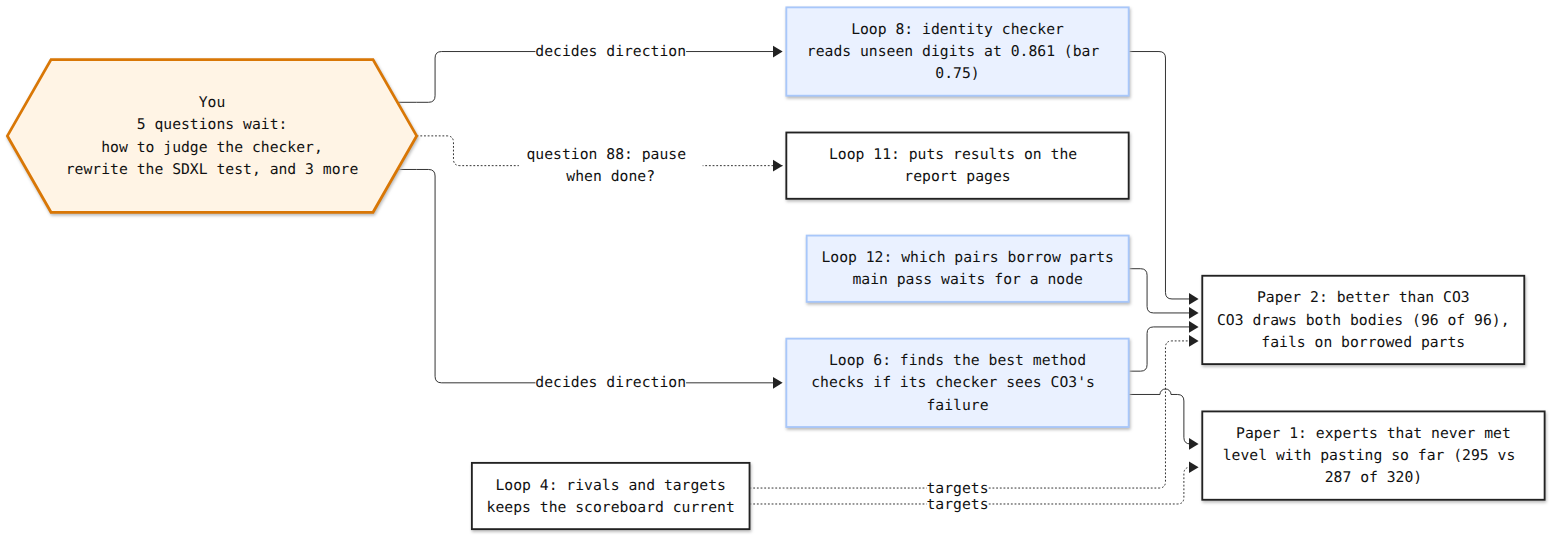 You
5 questions wait:
how to judge the checker,
rewrite the SDXL test, and 3 more
decides direction
Loop 8: identity checker
reads unseen digits at 0.861 (bar
0.75)
question 88: pause
when done?
Loop 11: puts results on the
report pages
Loop 12: which pairs borrow parts
main pass waits for a node
decides direction
Loop 6: finds the best method
checks if its checker sees CO3's
failure
Loop 4: rivals and targets
keeps the scoreboard current
targets
targets
Paper 2: better than CO3
CO3 draws both bodies (96 of 96),
fails on borrowed parts
Paper 1: experts that never met
level with pasting so far (295 vs
287 of 320)